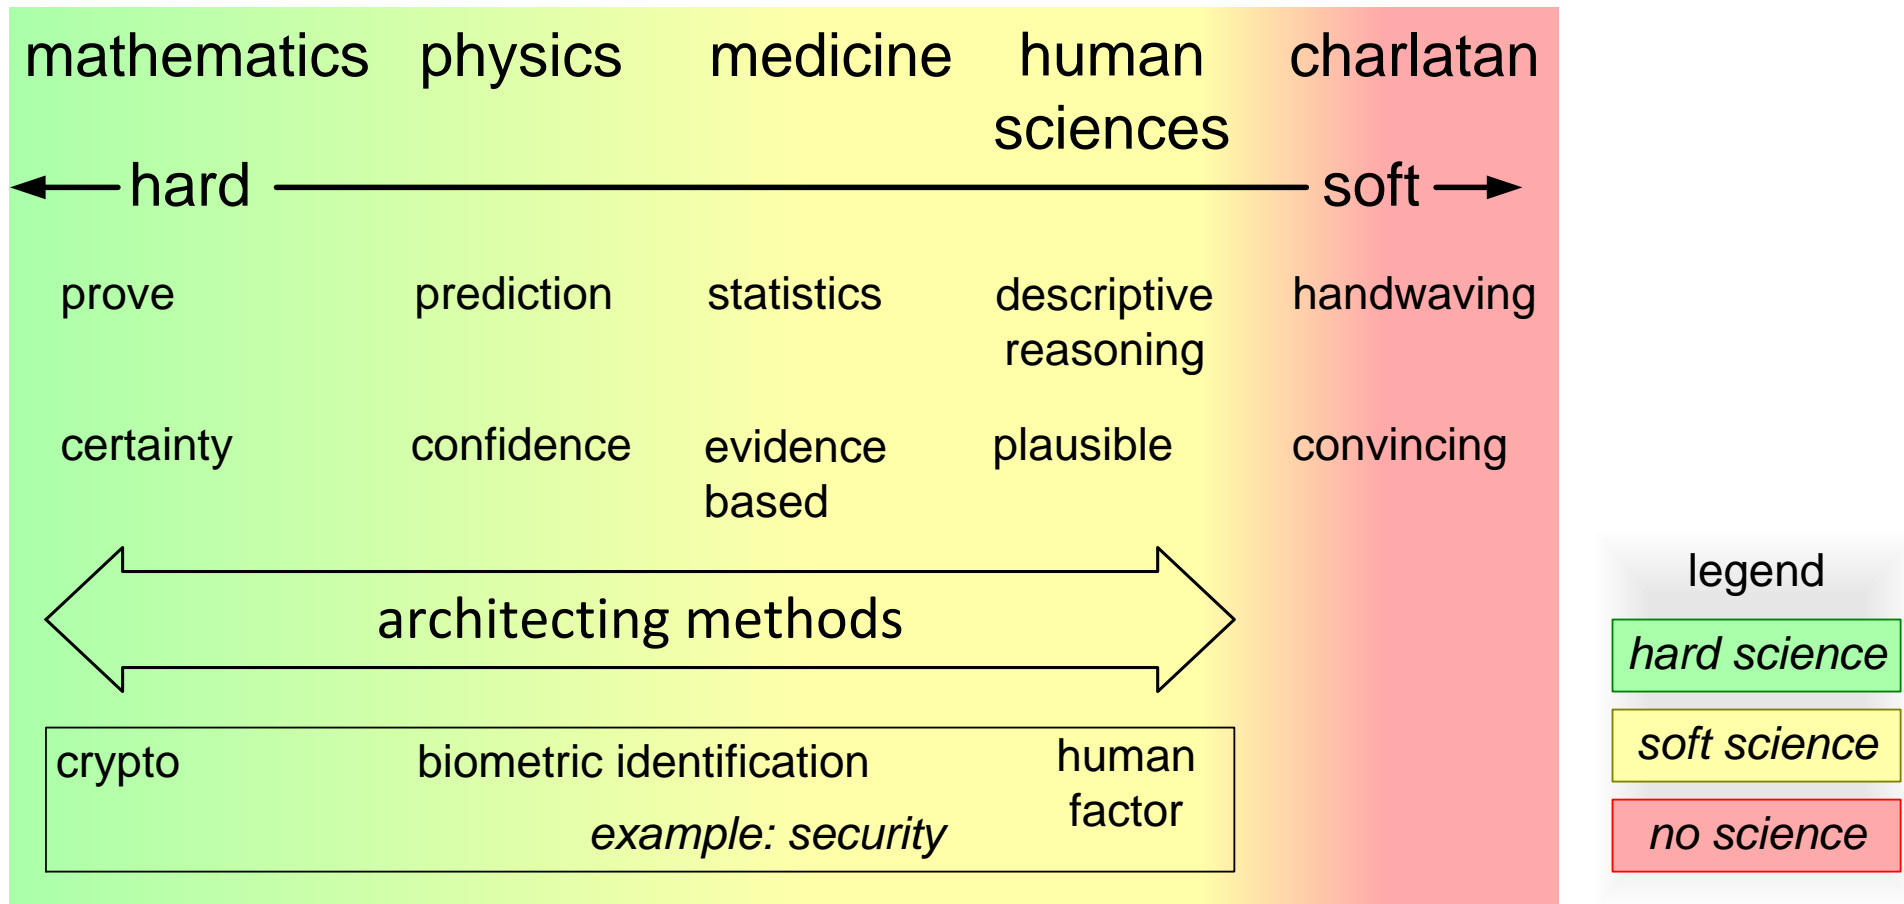 mathematics physics medicine human charlatan
sciences
hard soft
prove prediction statistics descriptive handwaving
reasoning
certainty confidence evidence plausible convincing
based
architecting methods
crypto biometric identification human
factor
example: security
legend
hard science
soft science
no science